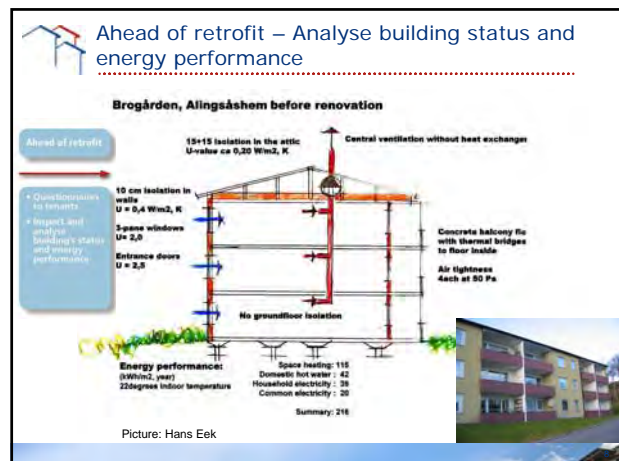 Ahead of retrofit – Analyse building status and
energy performance
Brogården, Alingsåshem before renovation
Ahead of retrofit
• Questionnaires
to tenants
• Inspect and
analyse
building's status
and energy
performance
15+15 isolation in the attic
U-value ca 0,20 W/m2, K
Central ventilation without heat exchanger
10 cm isolation in
walls
U = 0,4 W/m2, K
3-pane windows
U= 2,0
Entrance doors
U = 2,5
Concrete balcony flo
with thermal bridges
to floor inside
Air tightness
4ach at 50 Pa
No groundfloor isolation
Energy performance:
(kWh/m2, year)
22degrees indoor temperature
Space heating: 115
Domestic hot water : 42
Household electricity : 39
Common electricity : 20
Summary: 216
Picture: Hans Eek